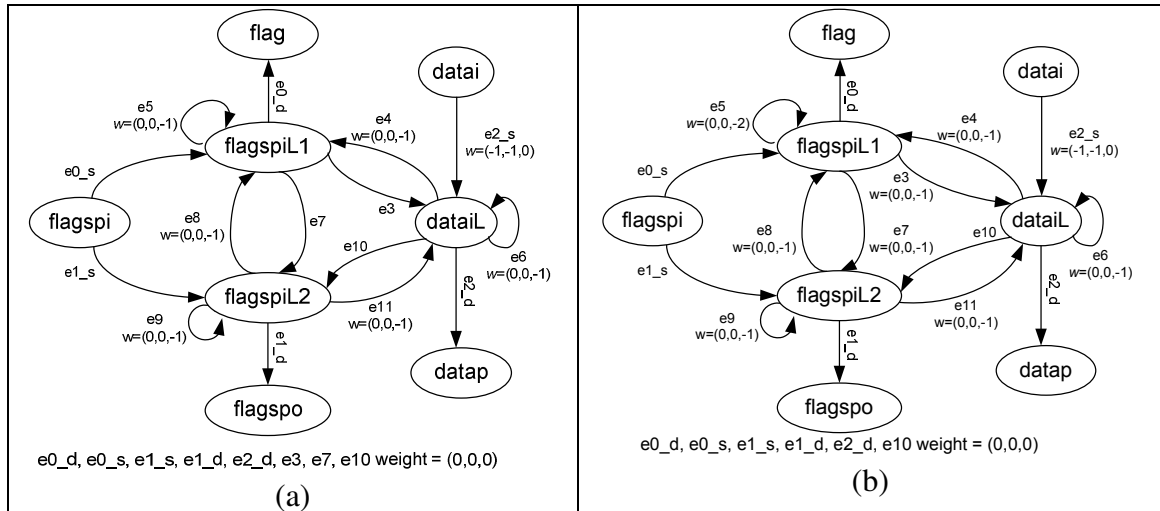 flag
datai
e0_d
e5
w=(0,0,-1)
e4
w=(0,0,-1)
e2_s
w=(-1,-1,0)
flagspiL1
e0_s
e3
flagspi
e8
w=(0,0,-1)
e7
dataiL
e10
e6
w=(0,0,-1)
e1_s
flagspiL2
e11
w=(0,0,-1)
e2_d
e9
w=(0,0,-1)
e1_d
datap
flagspo
e0_d, e0_s, e1_s, e1_d, e2_d, e3, e7, e10 weight = (0,0,0)
(a)
flag
datai
e0_d
e5
w=(0,0,-2)
e4
w=(0,0,-1)
e2_s
w=(-1,-1,0)
flagspiL1
e0_s
e3
w=(0,0,-1)
flagspi
e8
w=(0,0,-1)
e7
w=(0,0,-1)
dataiL
e10
e6
w=(0,0,-1)
e1_s
flagspiL2
e11
w=(0,0,-1)
e2_d
e9
w=(0,0,-1)
e1_d
datap
flagspo
e0_d, e0_s, e1_s, e1_d, e2_d, e10 weight = (0,0,0)
(b)